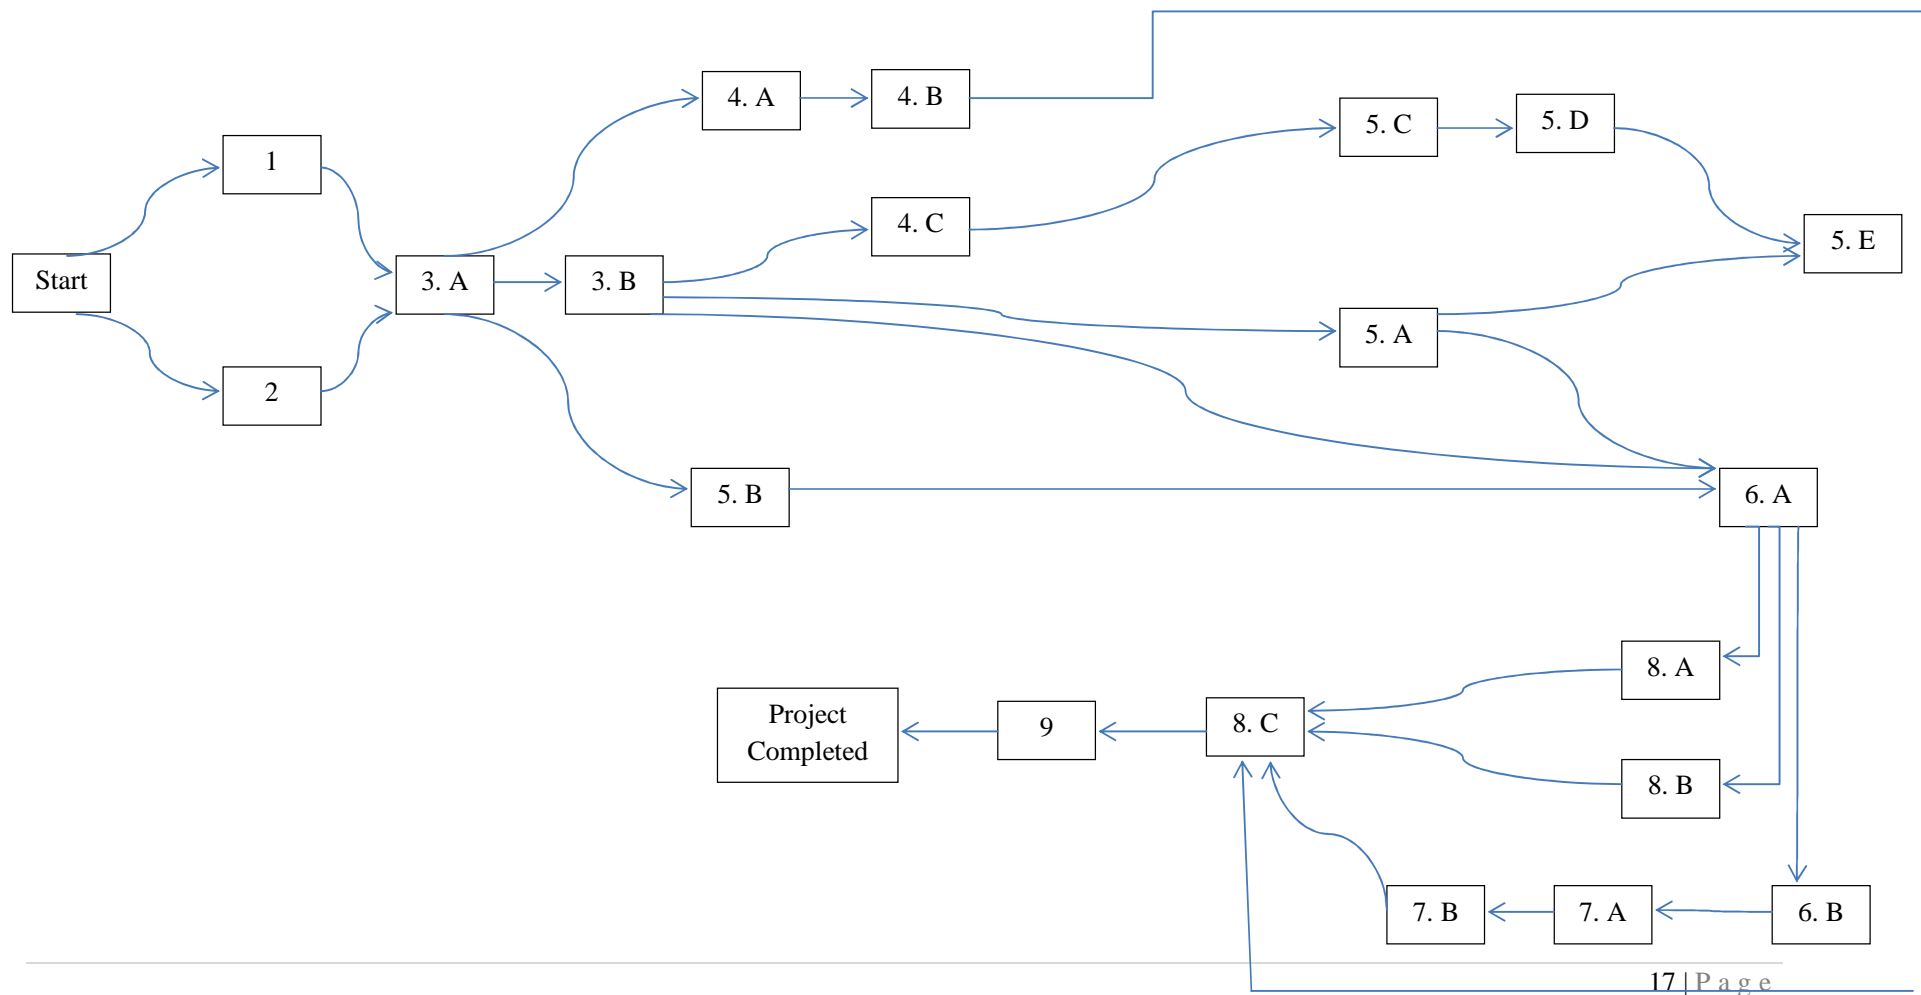 4. A
4. B
5. C
5. D
1
4. C
5. E
Start
3. A
3. B
5. A
2
5. B
6. A
8. A
Project
Completed
9
8. C
8. B
7. B
7. A
6. B
17 | P a g e